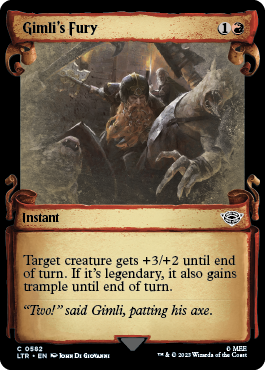 Gimli's Fury 1
Instant
Target creature gets +3/+2 until end
of turn. If it's legendary, it also gains
trample until end of turn.
"Two!" said Gimli, patting his axe.
C 0582 ð MEE
LTR • EN John Di Giovanni ™ & © 2023 Wizards of the Coast